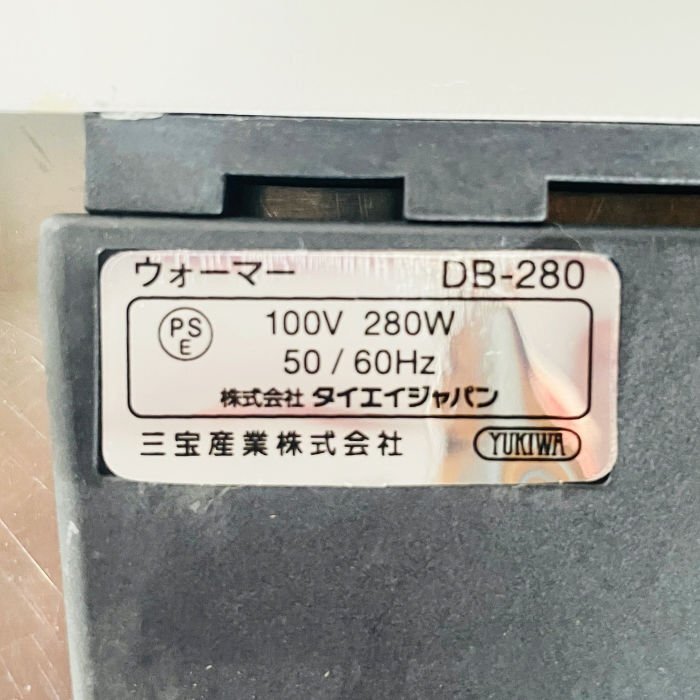 ウォーマー DB-280
PS E 100V 280W
50 / 60Hz
株式会社 タイエイジャパン
三宝産業株式会社 YUKIWA